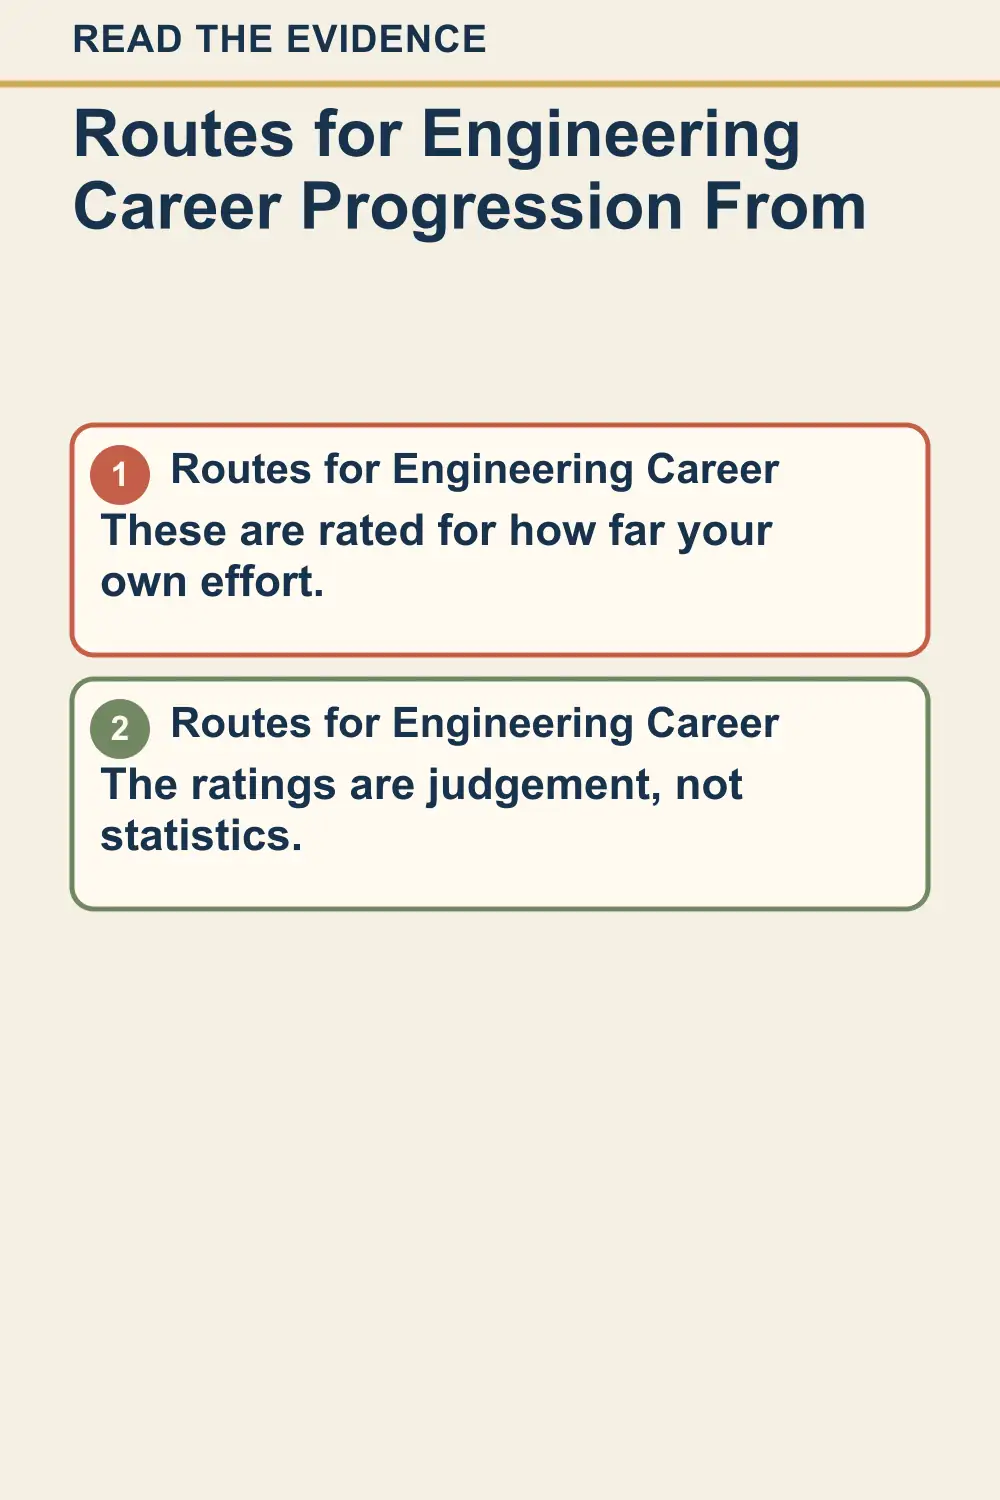 READ THE EVIDENCE
Routes for Engineering
Career Progression From
1 Routes for Engineering Career
These are rated for how far your
own effort.
2 Routes for Engineering Career
The ratings are judgement, not
statistics.